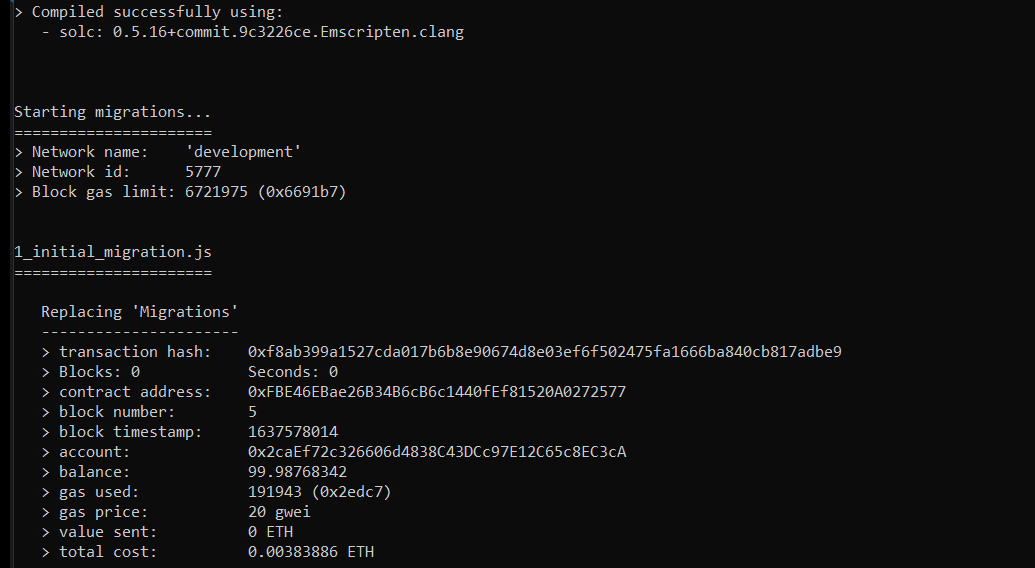 > Compiled successfully using:
- solc: 0.5.16+commit.9c3226ce.Emscripten.clang
Starting migrations...
======================
> Network name: 'development'
> Network id: 5777
> Block gas limit: 6721975 (0x6691b7)
1_initial_migration.js
======================
Replacing 'Migrations'
----------------------
> transaction hash: 0xf8ab399a1527cda017b6b8e90674d8e03ef6f502475fa1666ba840cb817adbe9
> Blocks: 0 Seconds: 0
> contract address: 0xFBE46EBae26B34B6cB6c1440fEf81520A0272577
> block number: 5
> block timestamp: 1637578014
> account: 0x2caEf72c326606d4838C43DCc97E12C65c8EC3cA
> balance: 99.98768342
> gas used: 191943 (0x2edc7)
> gas price: 20 gwei
> value sent: 0 ETH
> total cost: 0.00383886 ETH